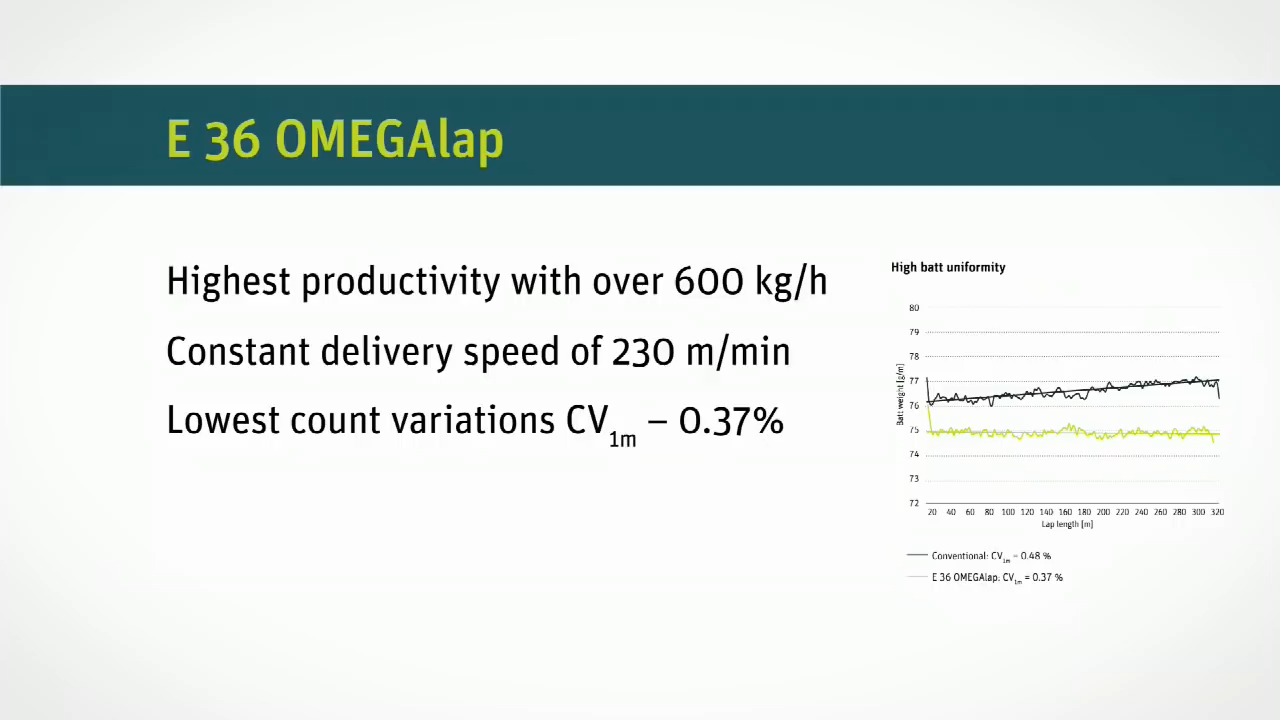 E 36 OMEGAlap
Highest productivity with over 600 kg/h
Constant delivery speed of 230 m/min
Lowest count variations CV1m – 0.37%
High batt uniformity
80
79
78
77
76
75
74
73
72
Batt weight [g/m]
20 40 60 80 100 120 140 160 180 200 220 240 260 280 300 320
Lap length [m]
Conventional: CV1m = 0.48 %
E 36 OMEGAlap: CV1m = 0.37 %